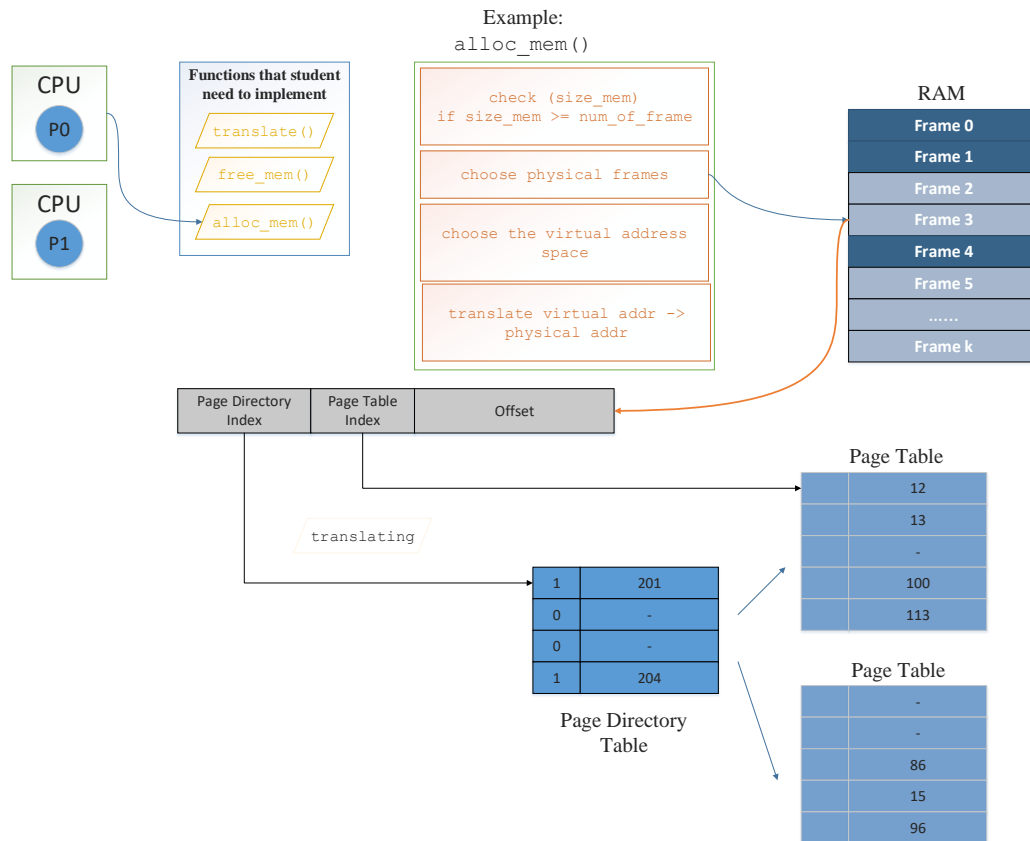 Example:
alloc_mem()
CPU
P0
CPU
P1
Functions that student
need to implement
translate()
free_mem()
alloc_mem()
check (size_mem)
if size_mem >= num_of_frame
choose physical frames
choose the virtual address
space
translate virtual addr ->
physical addr
RAM
Frame 0
Frame 1
Frame 2
Frame 3
Frame 4
Frame 5
……
Frame k
Page Directory
Index
Page Table
Index
Offset
translating
1 201
0 -
0 -
1 204
Page Directory
Table
Page Table
12
13
-
100
113
Page Table
-
-
86
15
96